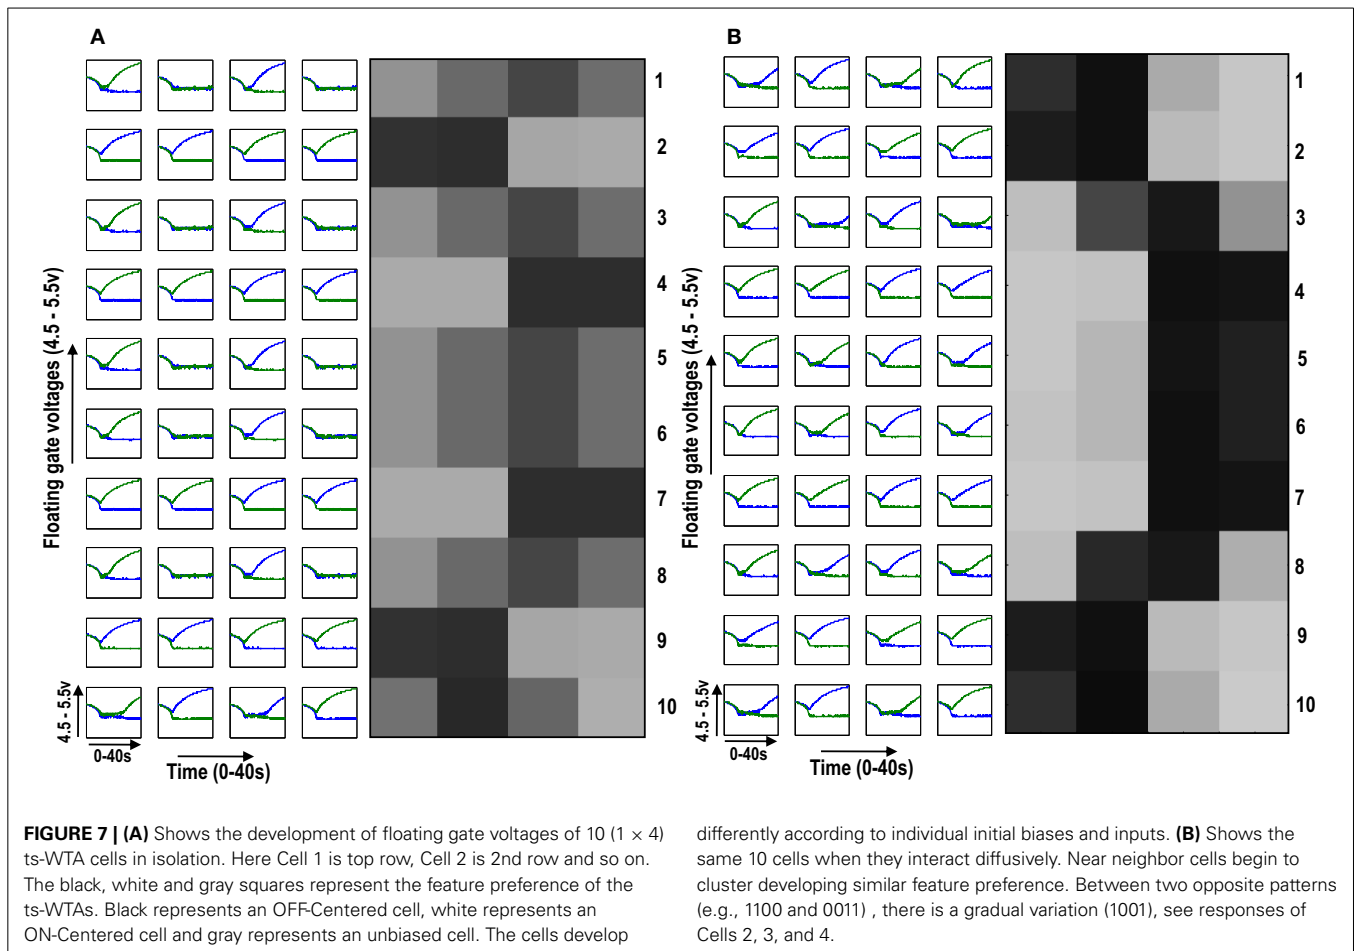 A
B
1
2
3
4
5
6
7
8
9
10
Floating gate voltages (4.5 - 5.5v)
4.5 - 5.5v
0-40s
Time (0-40s)
1
2
3
4
5
6
7
8
9
10
Floating gate voltages (4.5 - 5.5v)
4.5 - 5.5v
0-40s
Time (0-40s)
FIGURE 7 | (A) Shows the development of floating gate voltages of 10 (1 × 4)
ts-WTA cells in isolation. Here Cell 1 is top row, Cell 2 is 2nd row and so on.
The black, white and gray squares represent the feature preference of the
ts-WTAs. Black represents an OFF-Centered cell, white represents an
ON-Centered cell and gray represents an unbiased cell. The cells develop
differently according to individual initial biases and inputs. (B) Shows the
same 10 cells when they interact diffusively. Near neighbor cells begin to
cluster developing similar feature preference. Between two opposite patterns
(e.g., 1100 and 0011) , there is a gradual variation (1001), see responses of
Cells 2, 3, and 4.